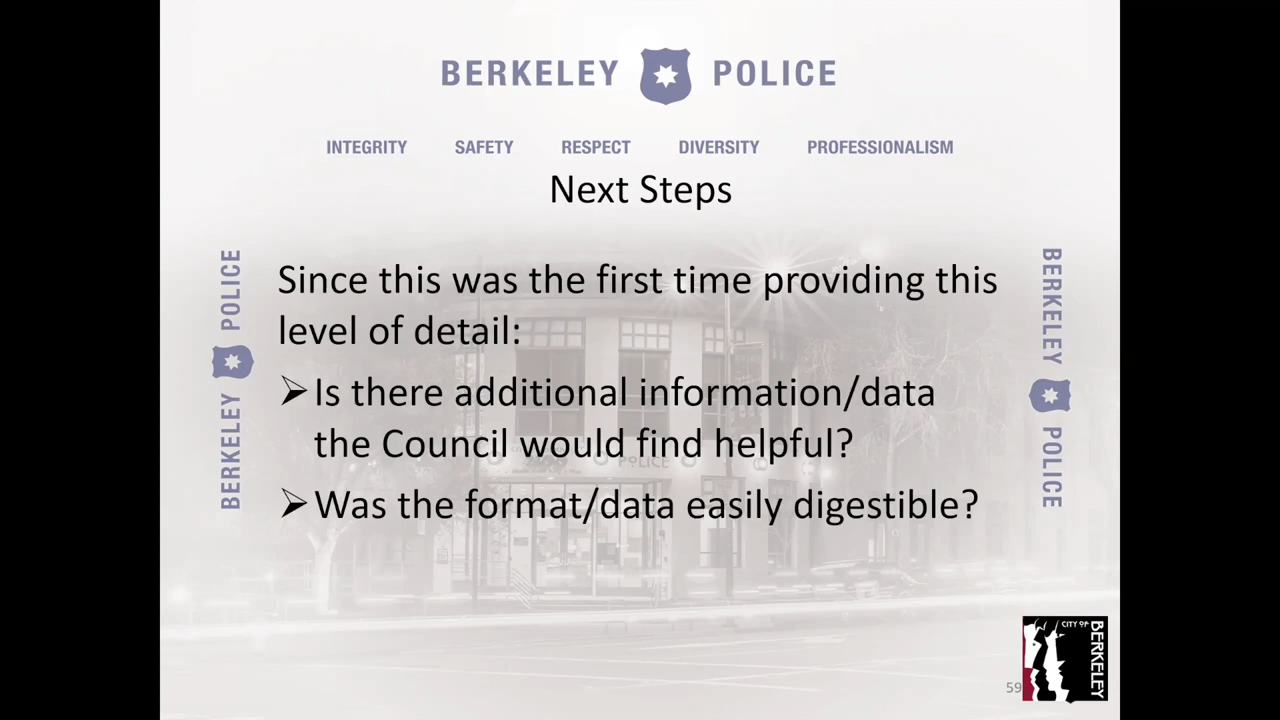 BERKELEY POLICE
INTEGRITY SAFETY RESPECT DIVERSITY PROFESSIONALISM
Next Steps
Since this was the first time providing this
level of detail:
➢Is there additional information/data
the Council would find helpful?
➢Was the format/data easily digestible?
BERKELEY POLICE
BERKELEY POLICE
POLICE
59
CITY OF
BERKELEY